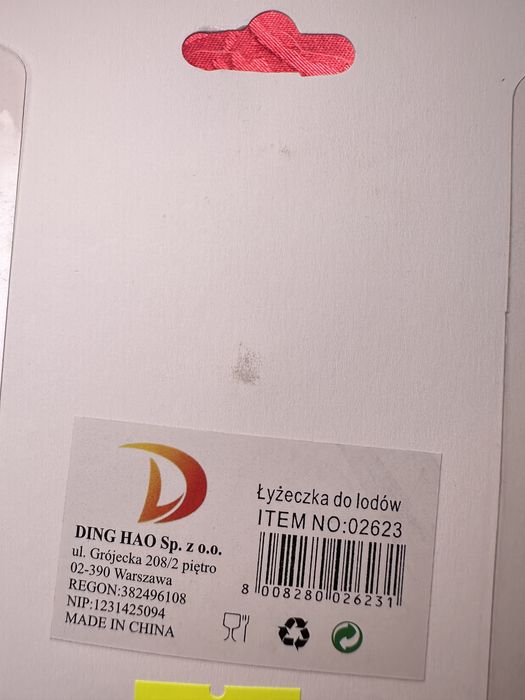 DING HAO Sp. z o.o.
ul. Grójecka 208/2 piętro
02-390 Warszawa
REGON:382496108
NIP:1231425094
MADE IN CHINA
Łyżeczka do lodów
ITEM NO:02623
8 008280 026231